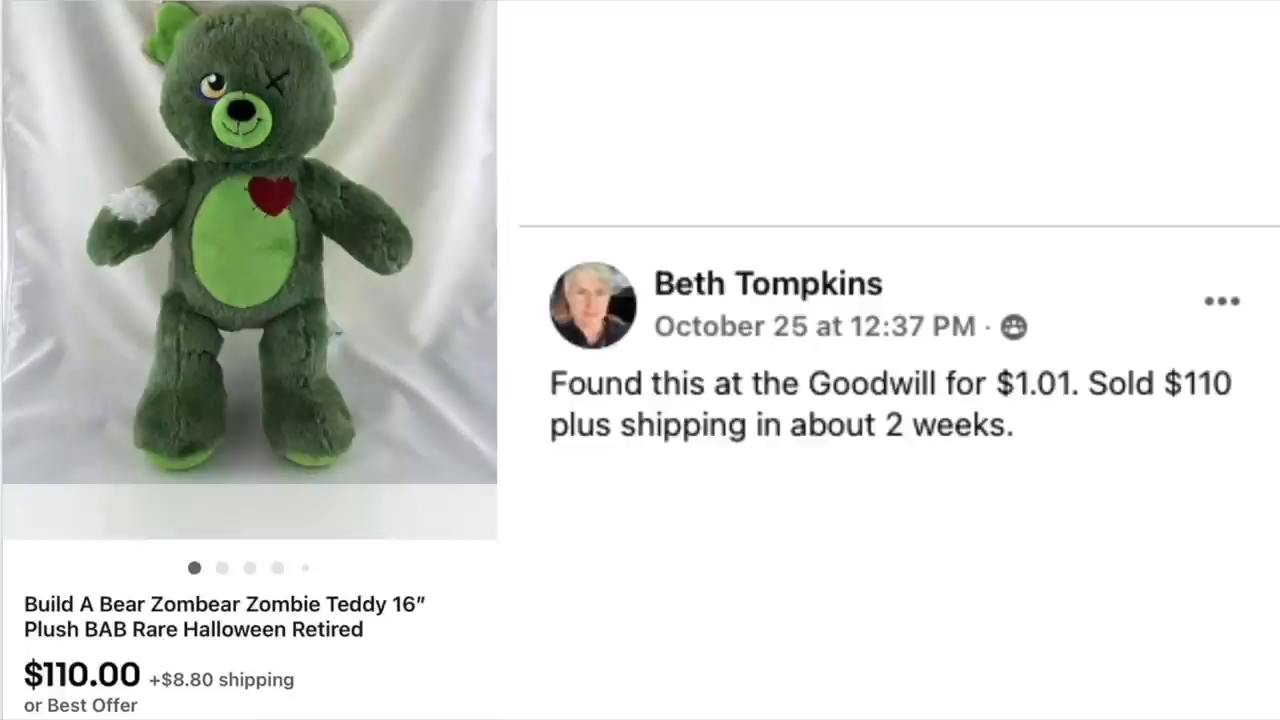 Beth Tompkins
October 25 at 12:37 PM ·
Found this at the Goodwill for $1.01. Sold $110
plus shipping in about 2 weeks.
Build A Bear Zombear Zombie Teddy 16”
Plush BAB Rare Halloween Retired
$110.00 +$8.80 shipping
or Best Offer